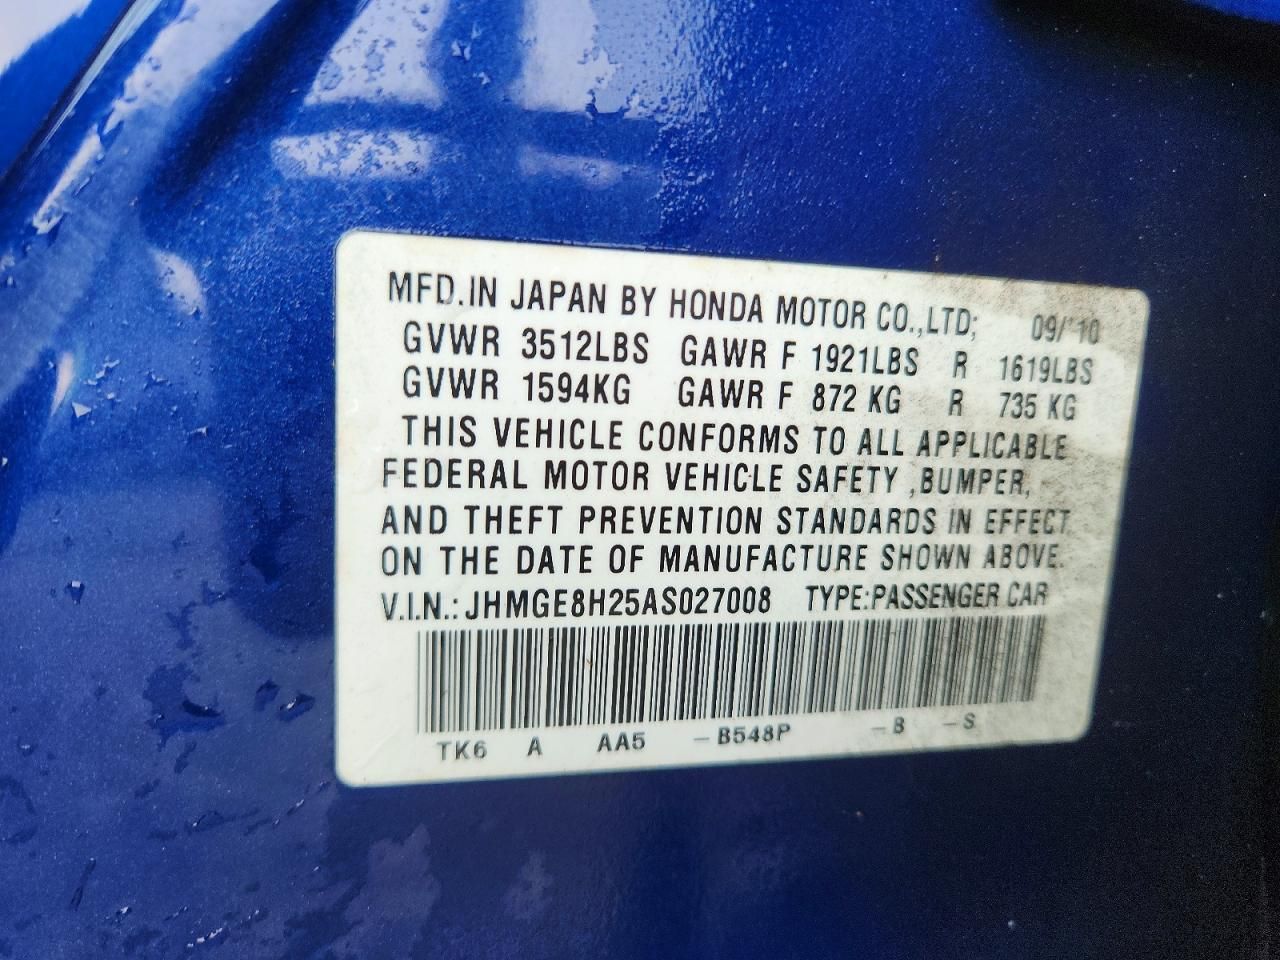 MFD.IN JAPAN BY HONDA MOTOR CO.,LTD; 09/'10
GVWR 3512LBS GAWR F 1921LBS R 1619LBS
GVWR 1594KG GAWR F 872 KG R 735 KG
THIS VEHICLE CONFORMS TO ALL APPLICABLE
FEDERAL MOTOR VEHICLE SAFETY ,BUMPER,
AND THEFT PREVENTION STANDARDS IN EFFECT
ON THE DATE OF MANUFACTURE SHOWN ABOVE.
V.I.N.: JHMGE8H25AS027008 TYPE:PASSENGER CAR
TK6 A AA5 -B548P -B -S